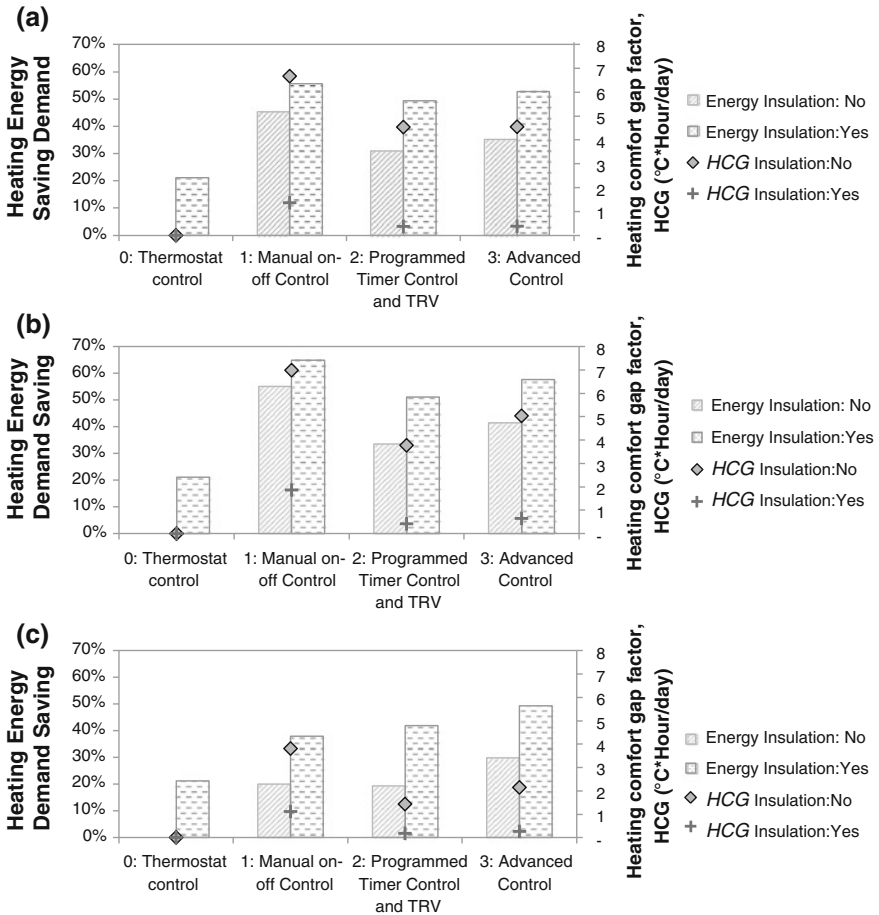 (a)
Heating Energy
Saving Demand
70%
60%
50%
40%
30%
20%
10%
0%
8
7
6
5
4
3
2
1
-
Heating comfort gap factor,
HCG (°C*Hour/day)
0: Thermostat
control
1: Manual on-
off Control
2: Programmed
Timer Control
and TRV
3: Advanced
Control
Energy Insulation: No
Energy Insulation:Yes
HCG Insulation:No
HCG Insulation:Yes
(b)
Heating Energy
Demand Saving
70%
60%
50%
40%
30%
20%
10%
0%
8
7
6
5
4
3
2
1
-
Heating comfort gap factor,
HCG (°C*Hour/day)
0: Thermostat
control
1: Manual on-
off Control
2: Programmed
Timer Control
and TRV
3: Advanced
Control
Energy Insulation: No
Energy Insulation:Yes
HCG Insulation:No
HCG Insulation:Yes
(c)
Heating Energy
Demand Saving
70%
60%
50%
40%
30%
20%
10%
0%
8
7
6
5
4
3
2
1
-
Heating comfort gap factor,
HCG (°C*Hour/day)
0: Thermostat
control
1: Manual on-
off Control
2: Programmed
Timer Control
and TRV
3: Advanced
Control
Energy Insulation: No
Energy Insulation:Yes
HCG Insulation:No
HCG Insulation:Yes